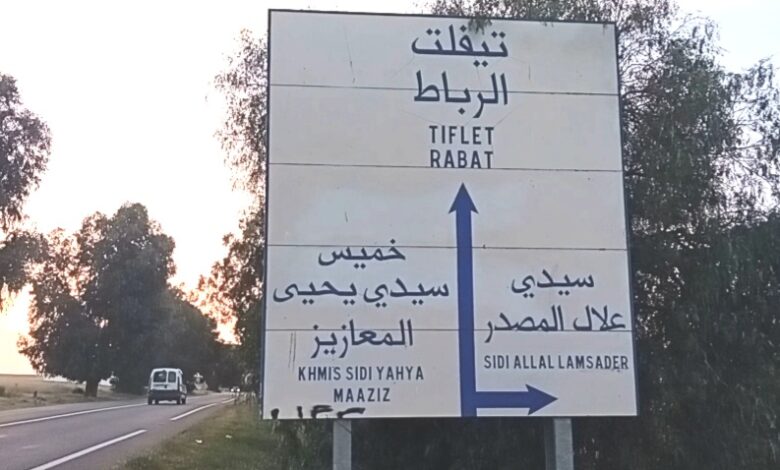 تيفلت
الرباط
TIFLET
RABAT
خميس
سيدي يحيى
المعازيز
KHMIS SIDI YAHYA
MAAZIZ
سيدي
علال المصدر
SIDI ALLAL LAMSADER